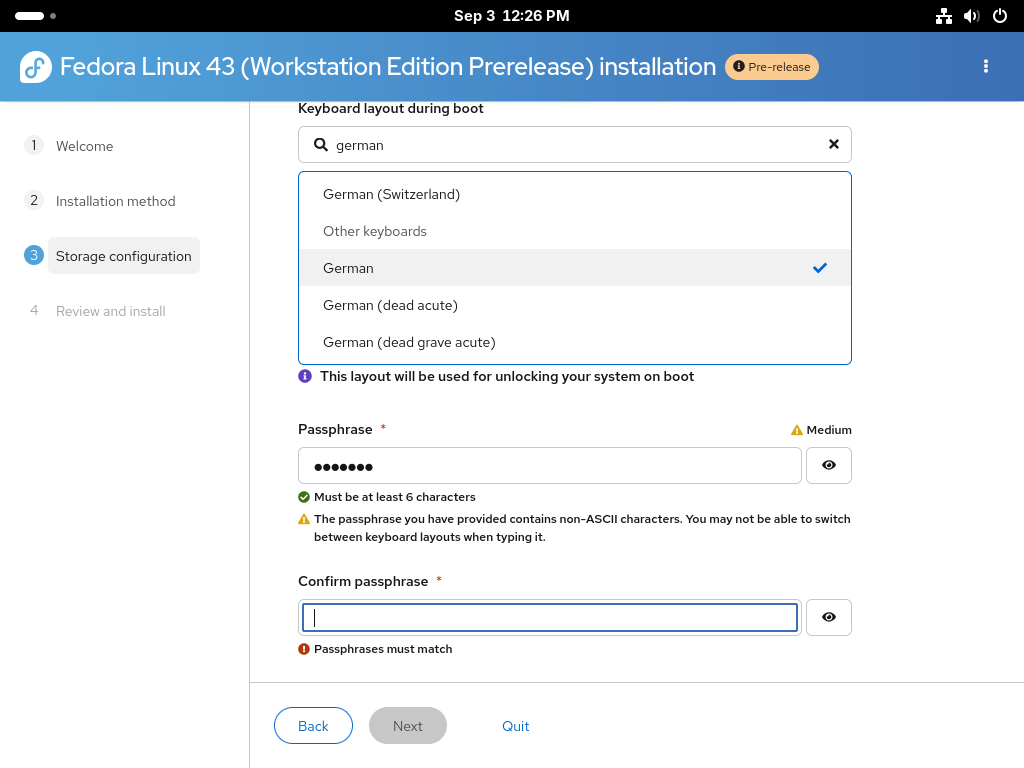 Sep 3 12:26 PM
Fedora Linux 43 (Workstation Edition Prerelease) installation
Pre-release
1 Welcome
2 Installation method
3 Storage configuration
4 Review and install
Keyboard layout during boot
german
German (Switzerland)
Other keyboards
German
German (dead acute)
German (dead grave acute)
This layout will be used for unlocking your system on boot
Passphrase *
Medium
•••••••
Must be at least 6 characters
The passphrase you have provided contains non-ASCII characters. You may not be able to switch
between keyboard layouts when typing it.
Confirm passphrase *
Passphrases must match
Back
Next
Quit